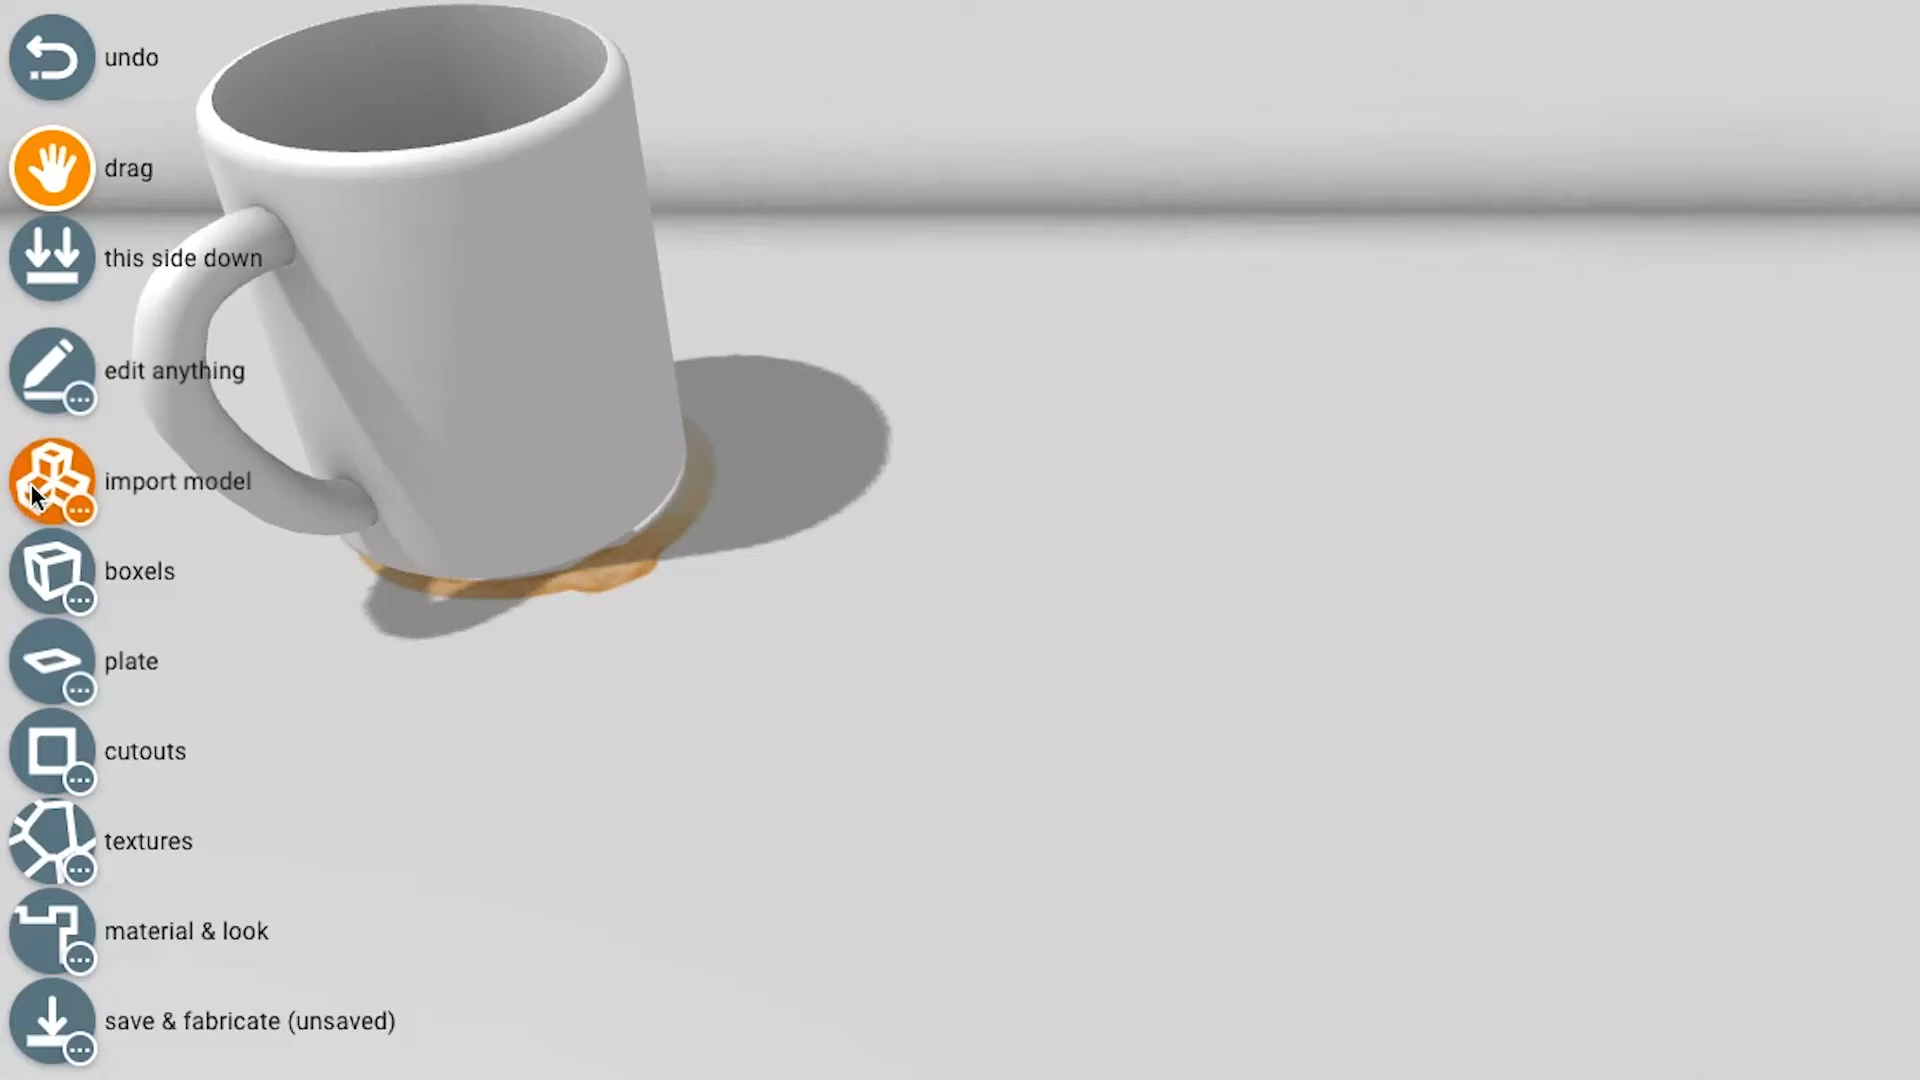 undo
drag
this side down
edit anything
import model
boxels
plate
cutouts
textures
material & look
save & fabricate (unsaved)